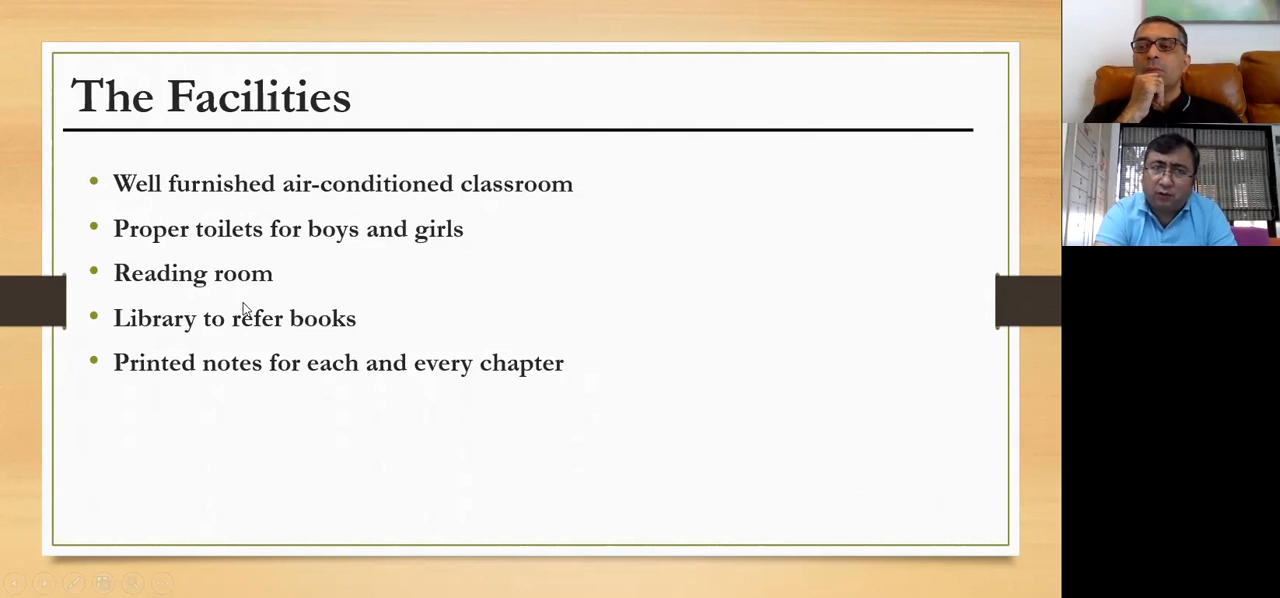 The Facilities
Well furnished air-conditioned classroom
Proper toilets for boys and girls
Reading room
Library to refer books
Printed notes for each and every chapter